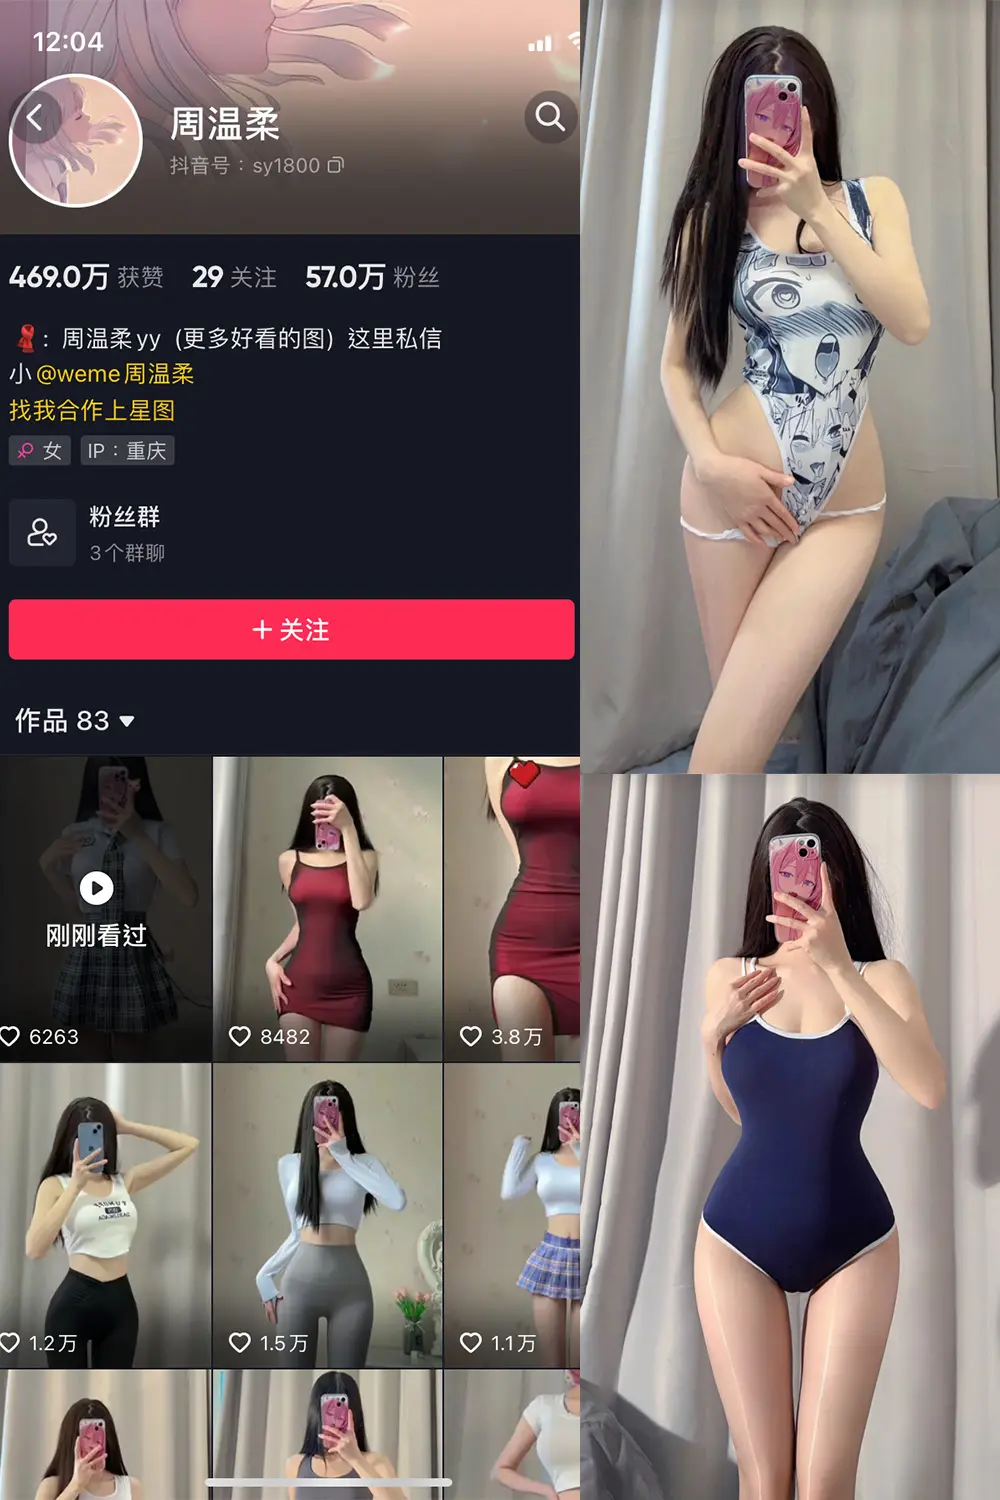 12:04
周温柔
抖音号：sy1800
469.0万 获赞 29 关注 57.0万 粉丝
：周温柔yy（更多好看的图）这里私信
小@weme周温柔
找我合作上星图
女 IP：重庆
粉丝群
3个群聊
+ 关注
作品 83
刚刚看过
6263 8482 3.8万
1.2万 1.5万 1.1万